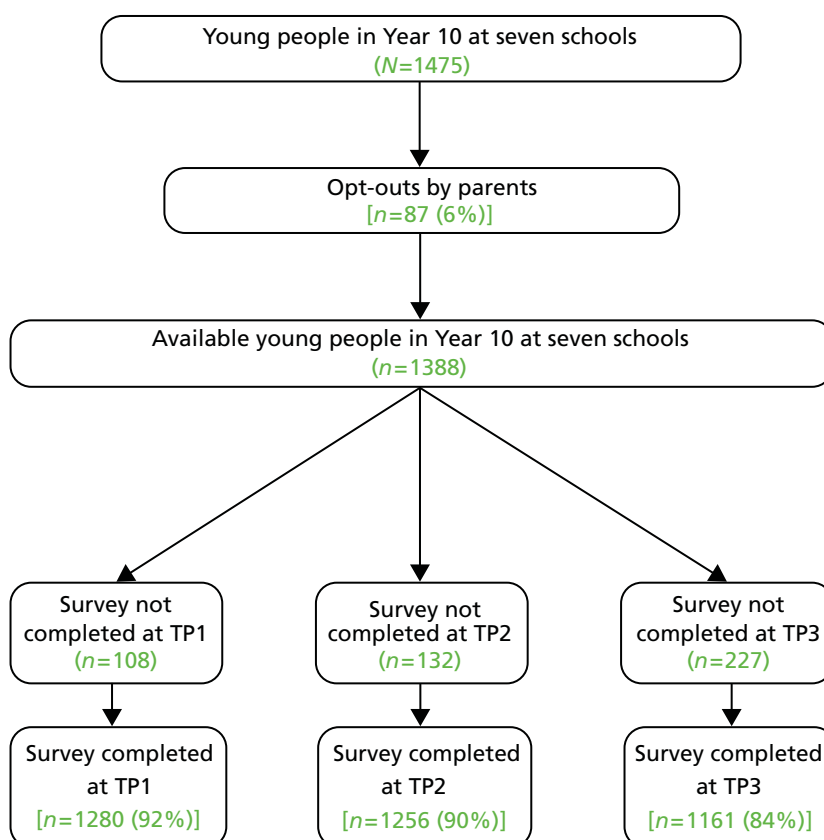 Young people in Year 10 at seven schools
(N=1475)
Opt-outs by parents
[n=87 (6%)]
Available young people in Year 10 at seven schools
(n=1388)
Survey not
completed at TP1
(n=108)
Survey not
completed at TP2
(n=132)
Survey not
completed at TP3
(n=227)
Survey completed
at TP1
[n=1280 (92%)]
Survey completed
at TP2
[n=1256 (90%)]
Survey completed
at TP3
[n=1161 (84%)]